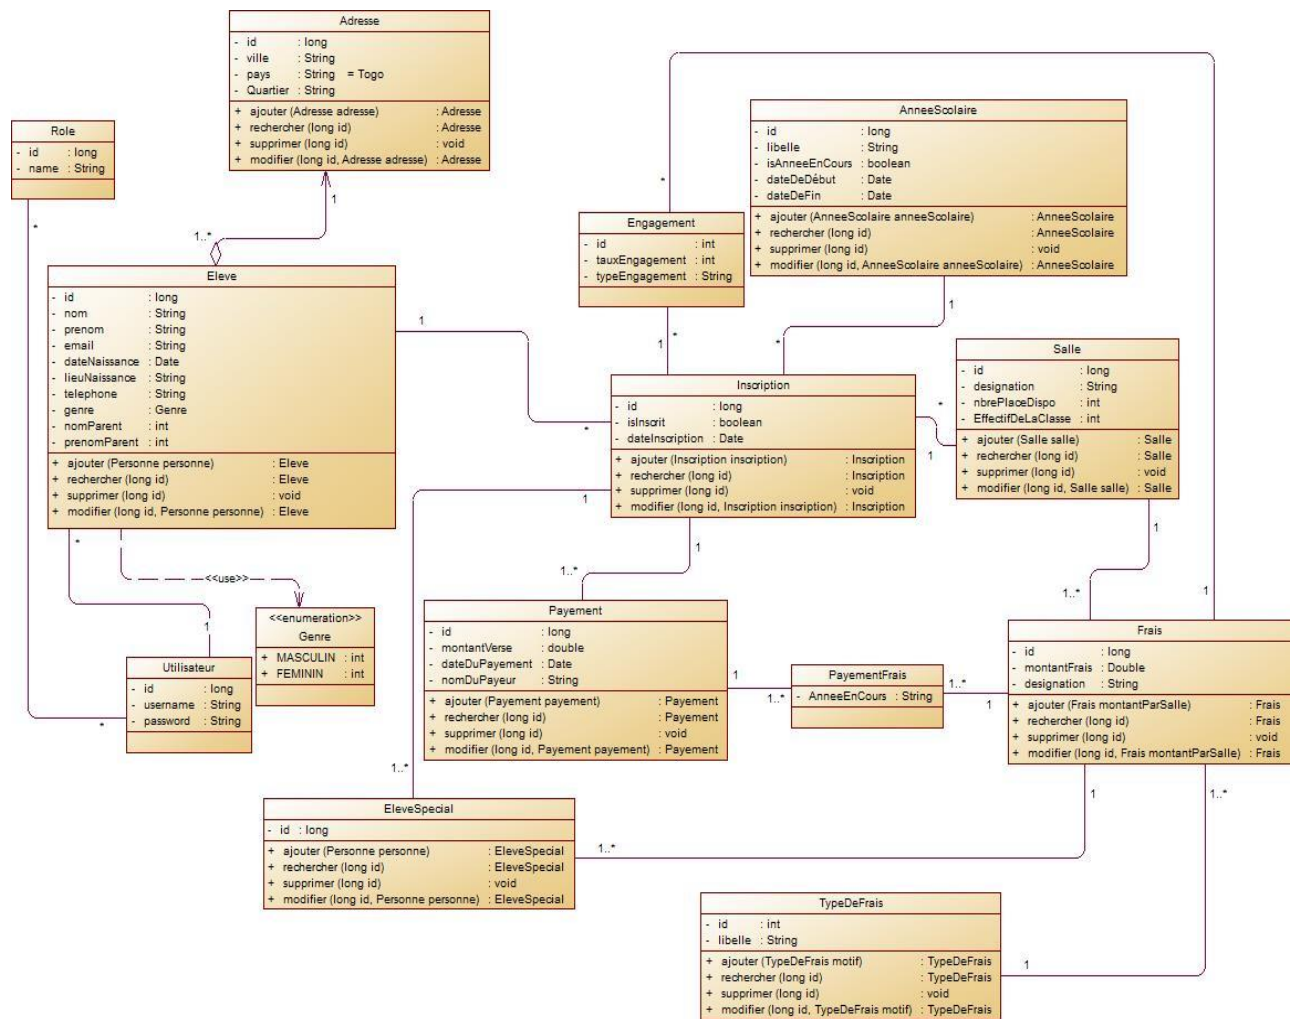 Adresse
- id : long
- ville : String
- pays : String = Togo
- Quartier : String
+ ajouter (Adresse adresse) : Adresse
+ rechercher (long id) : Adresse
+ supprimer (long id) : void
+ modifier (long id, Adresse adresse) : Adresse
Role
- id : long
- name : String
*
1
1..*
AnneeScolaire
- id : long
- libelle : String
- isAnneeEnCours : boolean
- dateDeDébut : Date
- dateDeFin : Date
+ ajouter (AnneeScolaire anneeScolaire) : AnneeScolaire
+ rechercher (long id) : AnneeScolaire
+ supprimer (long id) : void
+ modifier (long id, AnneeScolaire anneeScolaire) : AnneeScolaire
*
Engagement
- id : int
- tauxEngagement : int
- typeEngagement : String
1
*
1
*
Eleve
- id : long
- nom : String
- prenom : String
- email : String
- dateNaissance : Date
- lieuNaissance : String
- telephone : String
- genre : Genre
- nomParent : int
- prenomParent : int
+ ajouter (Personne personne) : Eleve
+ rechercher (long id) : Eleve
+ supprimer (long id) : void
+ modifier (long id, Personne personne) : Eleve
1
*
Inscription
- id : long
- isInscrit : boolean
- dateInscription : Date
+ ajouter (Inscription inscription) : Inscription
+ rechercher (long id) : Inscription
+ supprimer (long id) : void
+ modifier (long id, Inscription inscription) : Inscription
*
1
Salle
- id : long
- designation : String
- nbrePlaceDispo : int
- EffectifDeLaClasse : int
+ ajouter (Salle salle) : Salle
+ rechercher (long id) : Salle
+ supprimer (long id) : void
+ modifier (long id, Salle salle) : Salle
1
1
1
1..*
1..*
1
*
<<use>>
1
<<enumeration>>
Genre
+ MASCULIN : int
+ FEMININ : int
Utilisateur
- id : long
- username : String
- password : String
*
Payement
- id : long
- montantVerse : double
- dateDuPayement : Date
- nomDuPayeur : String
+ ajouter (Payement payement) : Payement
+ rechercher (long id) : Payement
+ supprimer (long id) : void
+ modifier (long id, Payement payement) : Payement
1
1..*
PayementFrais
- AnneeEnCours : String
1..*
1
Frais
- id : long
- montantFrais : Double
- designation : String
+ ajouter (Frais montantParSalle) : Frais
+ rechercher (long id) : Frais
+ supprimer (long id) : void
+ modifier (long id, Frais montantParSalle) : Frais
1..*
1
1..*
EleveSpecial
- id : long
+ ajouter (Personne personne) : EleveSpecial
+ rechercher (long id) : EleveSpecial
+ supprimer (long id) : void
+ modifier (long id, Personne personne) : EleveSpecial
1..*
TypeDeFrais
- id : int
- libelle : String
+ ajouter (TypeDeFrais motif) : TypeDeFrais
+ rechercher (long id) : TypeDeFrais
+ supprimer (long id) : void
+ modifier (long id, TypeDeFrais motif) : TypeDeFrais
1